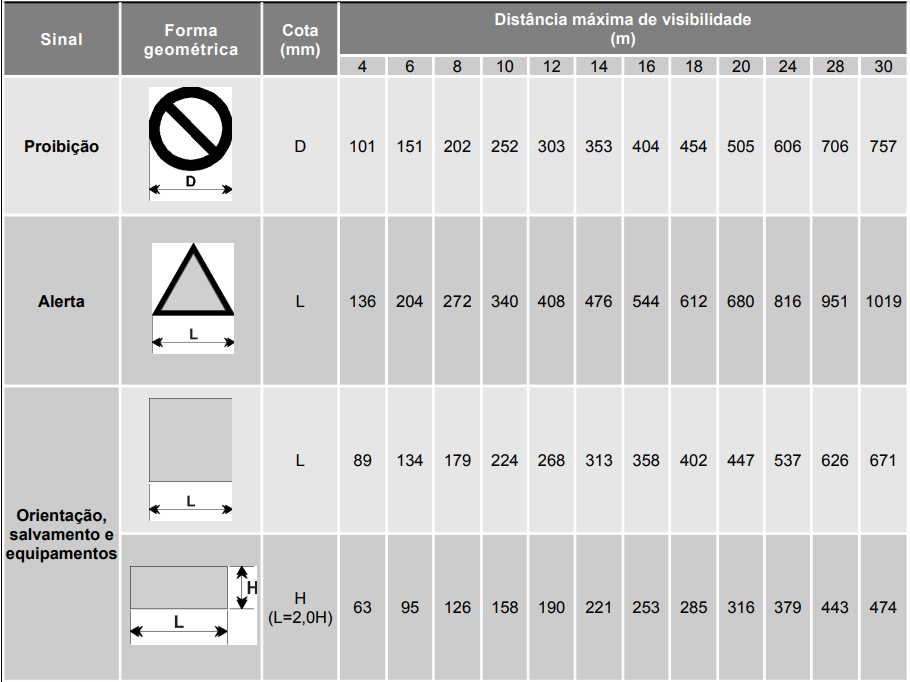 Sinal
Forma
geométrica
Cota
(mm)
Distância máxima de visibilidade
(m)
4 6 8 10 12 14 16 18 20 24 28 30
Proibição
D
D
101 151 202 252 303 353 404 454 505 606 706 757
Alerta
L
L
136 204 272 340 408 476 544 612 680 816 951 1019
Orientação,
salvamento e
equipamentos
L
L
89 134 179 224 268 313 358 402 447 537 626 671
H
L
H
(L=2,0H)
63 95 126 158 190 221 253 285 316 379 443 474